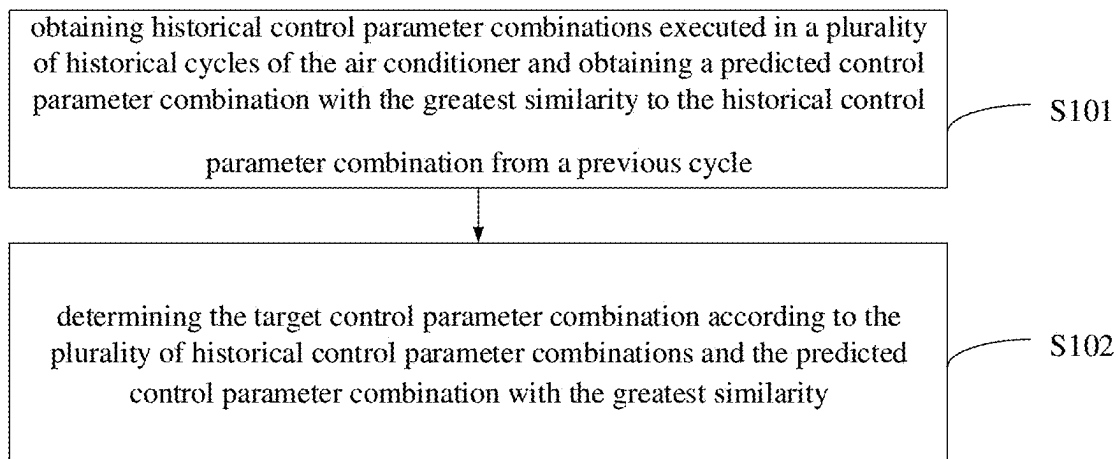 obtaining historical control parameter combinations executed in a plurality
of historical cycles of the air conditioner and obtaining a predicted control
parameter combination with the greatest similarity to the historical control
parameter combination from a previous cycle
S101
determining the target control parameter combination according to the
plurality of historical control parameter combinations and the predicted
control parameter combination with the greatest similarity
S102